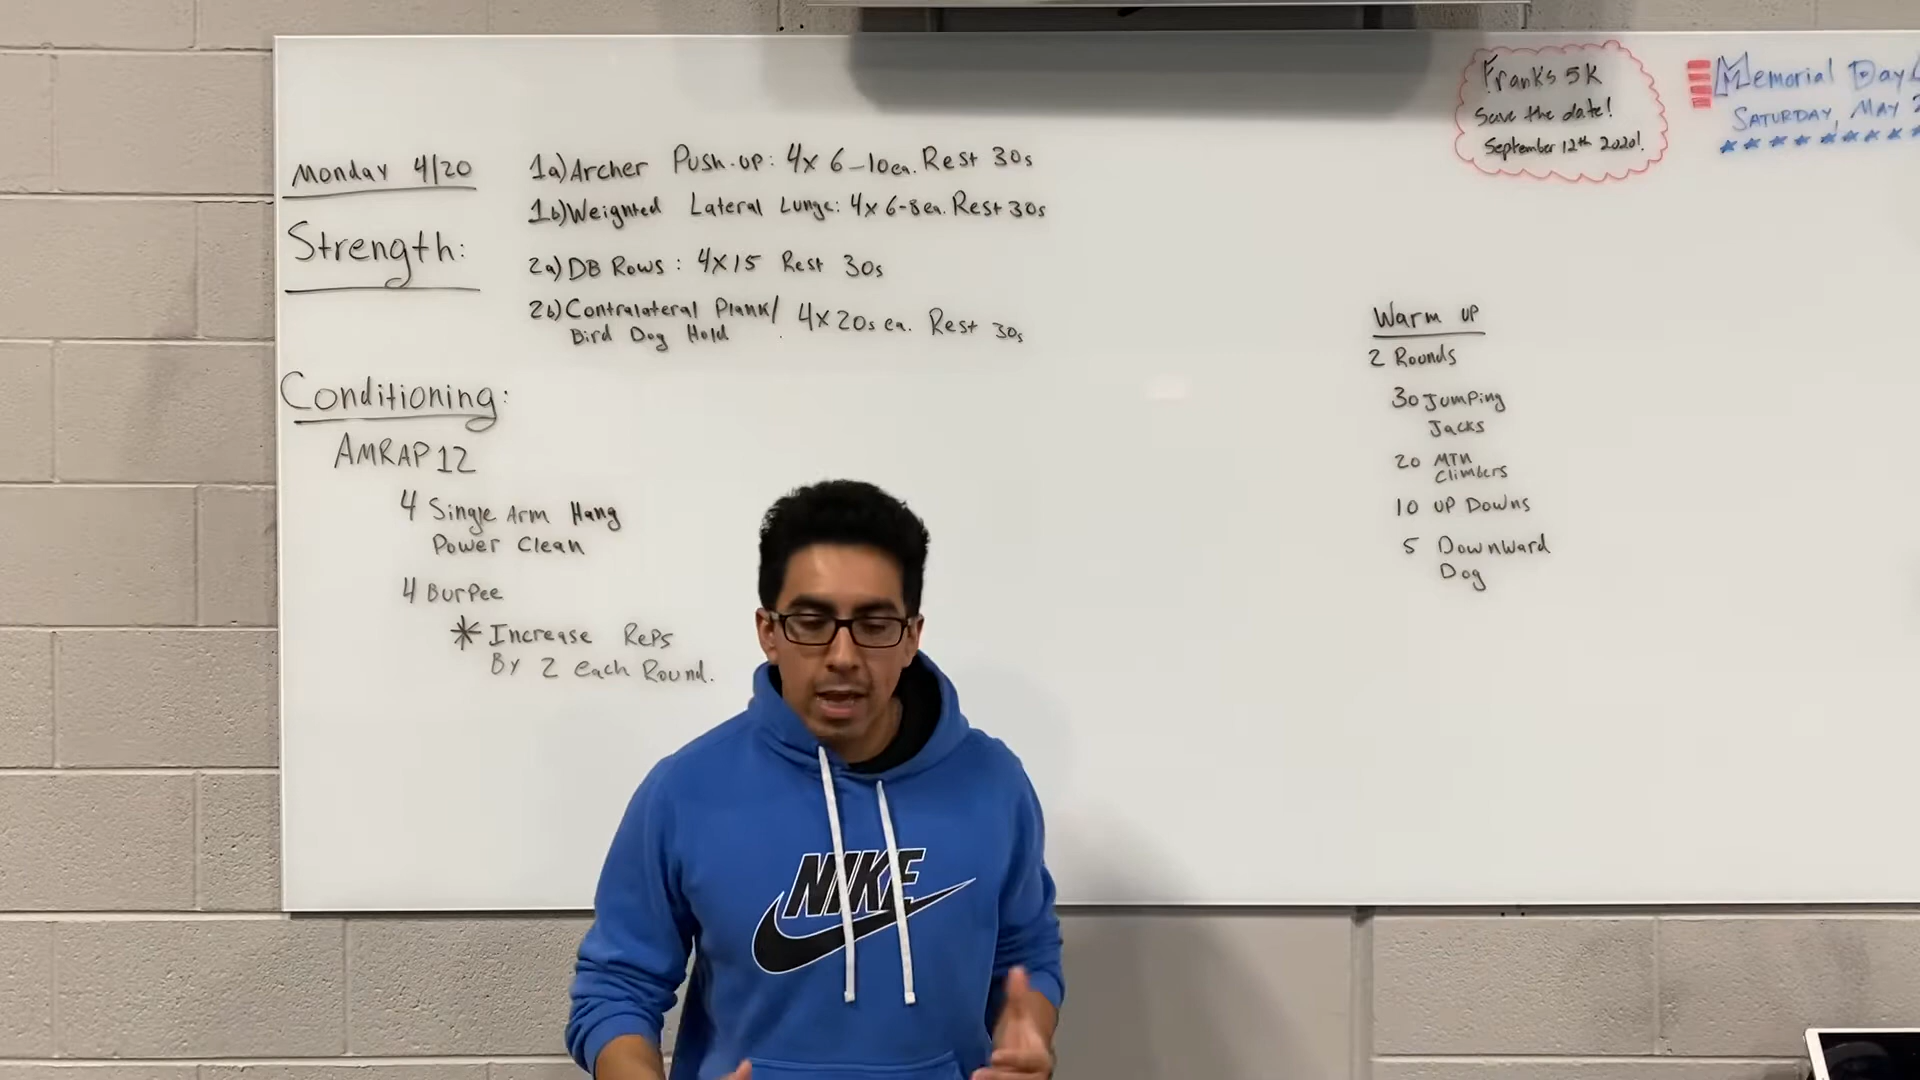 Monday 4/20
Strength:
1a) Archer Push-up: 4x 6-10ea. Rest 30s
1b) Weighted Lateral Lunge: 4x 6-8ea. Rest 30s
2a) DB Rows: 4x15 Rest 30s
2b) Contralateral Plank/
Bird Dog Hold 4x20s ea. Rest 30s
Conditioning:
AMRAP 12
4 Single Arm Hang
Power Clean
4 Burpee
* Increase Reps
By 2 each Round.
Warm up
2 Rounds
30 Jumping
Jacks
20 MTN
Climbers
10 UP Downs
5 Downward
Dog
Frank's 5K
Save the date!
September 12th 2020!
Memorial Day
Saturday, May
NIKE